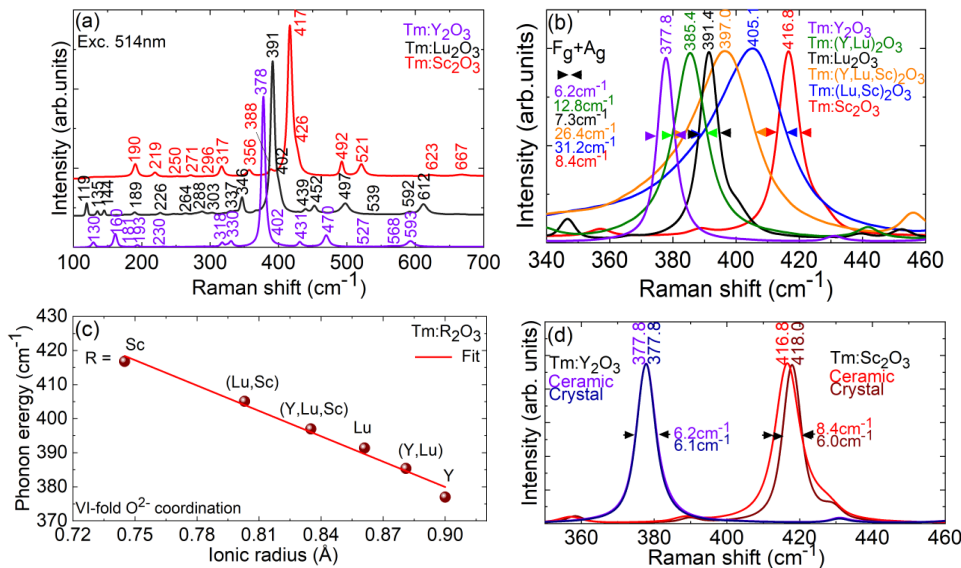 (a)
Exc. 514nm
Tm:Y2O3
Tm:Lu2O3
Tm:Sc2O3
417
391
378
388
402
426
190
219
250
271
296
317
356
492
521
623
667
119
135
144
189
226
264
288
303
337
346
439
452
497
539
592
612
130
160
183
193
230
318
330
402
431
470
527
568
593
Intensity (arb.units)
100 200 300 400 500 600 700
Raman shift (cm-1)
(b)
377.8
385.4
391.4
397.0
405.1
416.8
Tm:Y2O3
Tm:(Y,Lu)2O3
Tm:Lu2O3
Tm:(Y,Lu,Sc)2O3
Tm:(Lu,Sc)2O3
Tm:Sc2O3
Fg+Ag
6.2cm-1
12.8cm-1
7.3cm-1
26.4cm-1
31.2cm-1
8.4cm-1
Intensity (arb.units)
340 360 380 400 420 440 460
Raman shift (cm-1)
(c)
Tm:R2O3
Fit
R =
Sc
(Lu,Sc)
(Y,Lu,Sc)
Lu
(Y,Lu)
Y
VI-fold O2- coordination
Phonon energy (cm-1)
430
420
410
400
390
380
370
0.72 0.75 0.78 0.81 0.84 0.87 0.90
Ionic radius (Å)
(d)
377.8
377.8
416.8
418.0
Tm:Y2O3
Ceramic
Crystal
Tm:Sc2O3
Ceramic
Crystal
6.2cm-1
6.1cm-1
8.4cm-1
6.0cm-1
Intensity (arb. units)
360 380 400 420 440 460
Raman shift (cm-1)